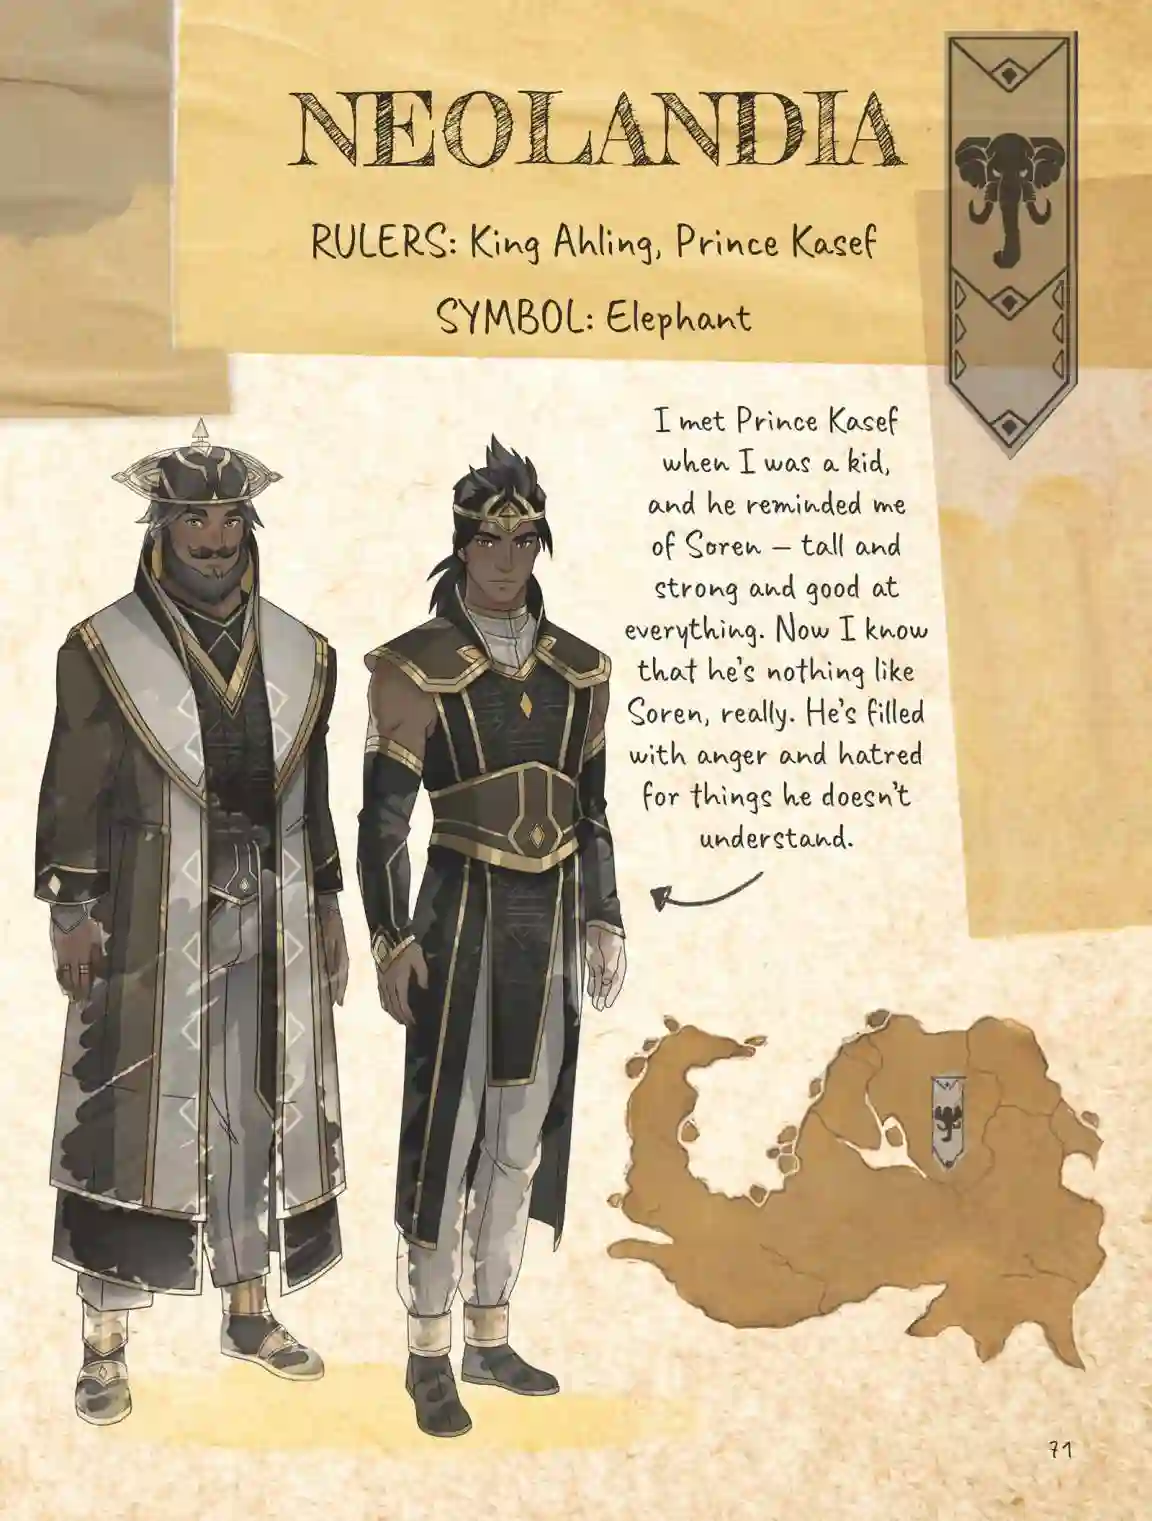 NEOLANDIA
RULERS: King Ahling, Prince Kasef
SYMBOL: Elephant
I met Prince Kasef
when I was a kid,
and he reminded me
of Soren – tall and
strong and good at
everything. Now I know
that he's nothing like
Soren, really. He's filled
with anger and hatred
for things he doesn't
understand.
71